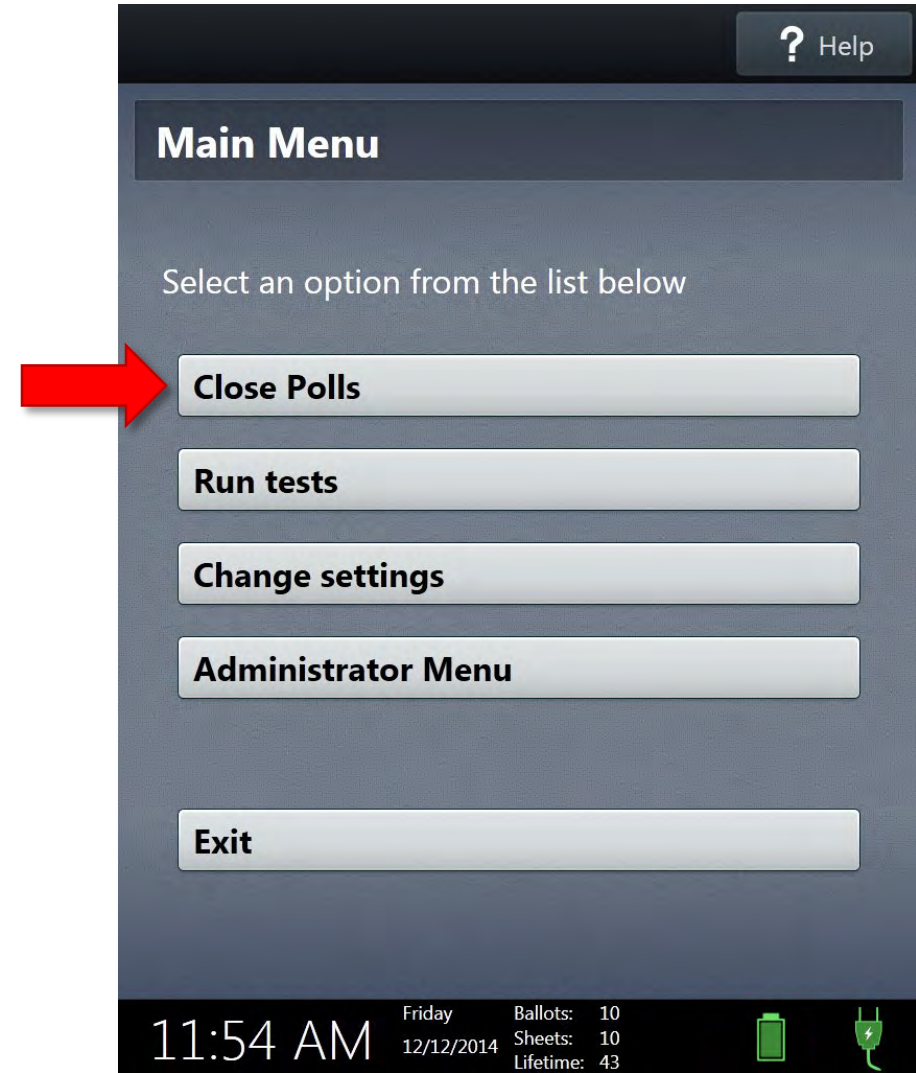 ? Help
Main Menu
Select an option from the list below
Close Polls
Run tests
Change settings
Administrator Menu
Exit
11:54 AM
Friday
12/12/2014
Ballots: 10
Sheets: 10
Lifetime: 43